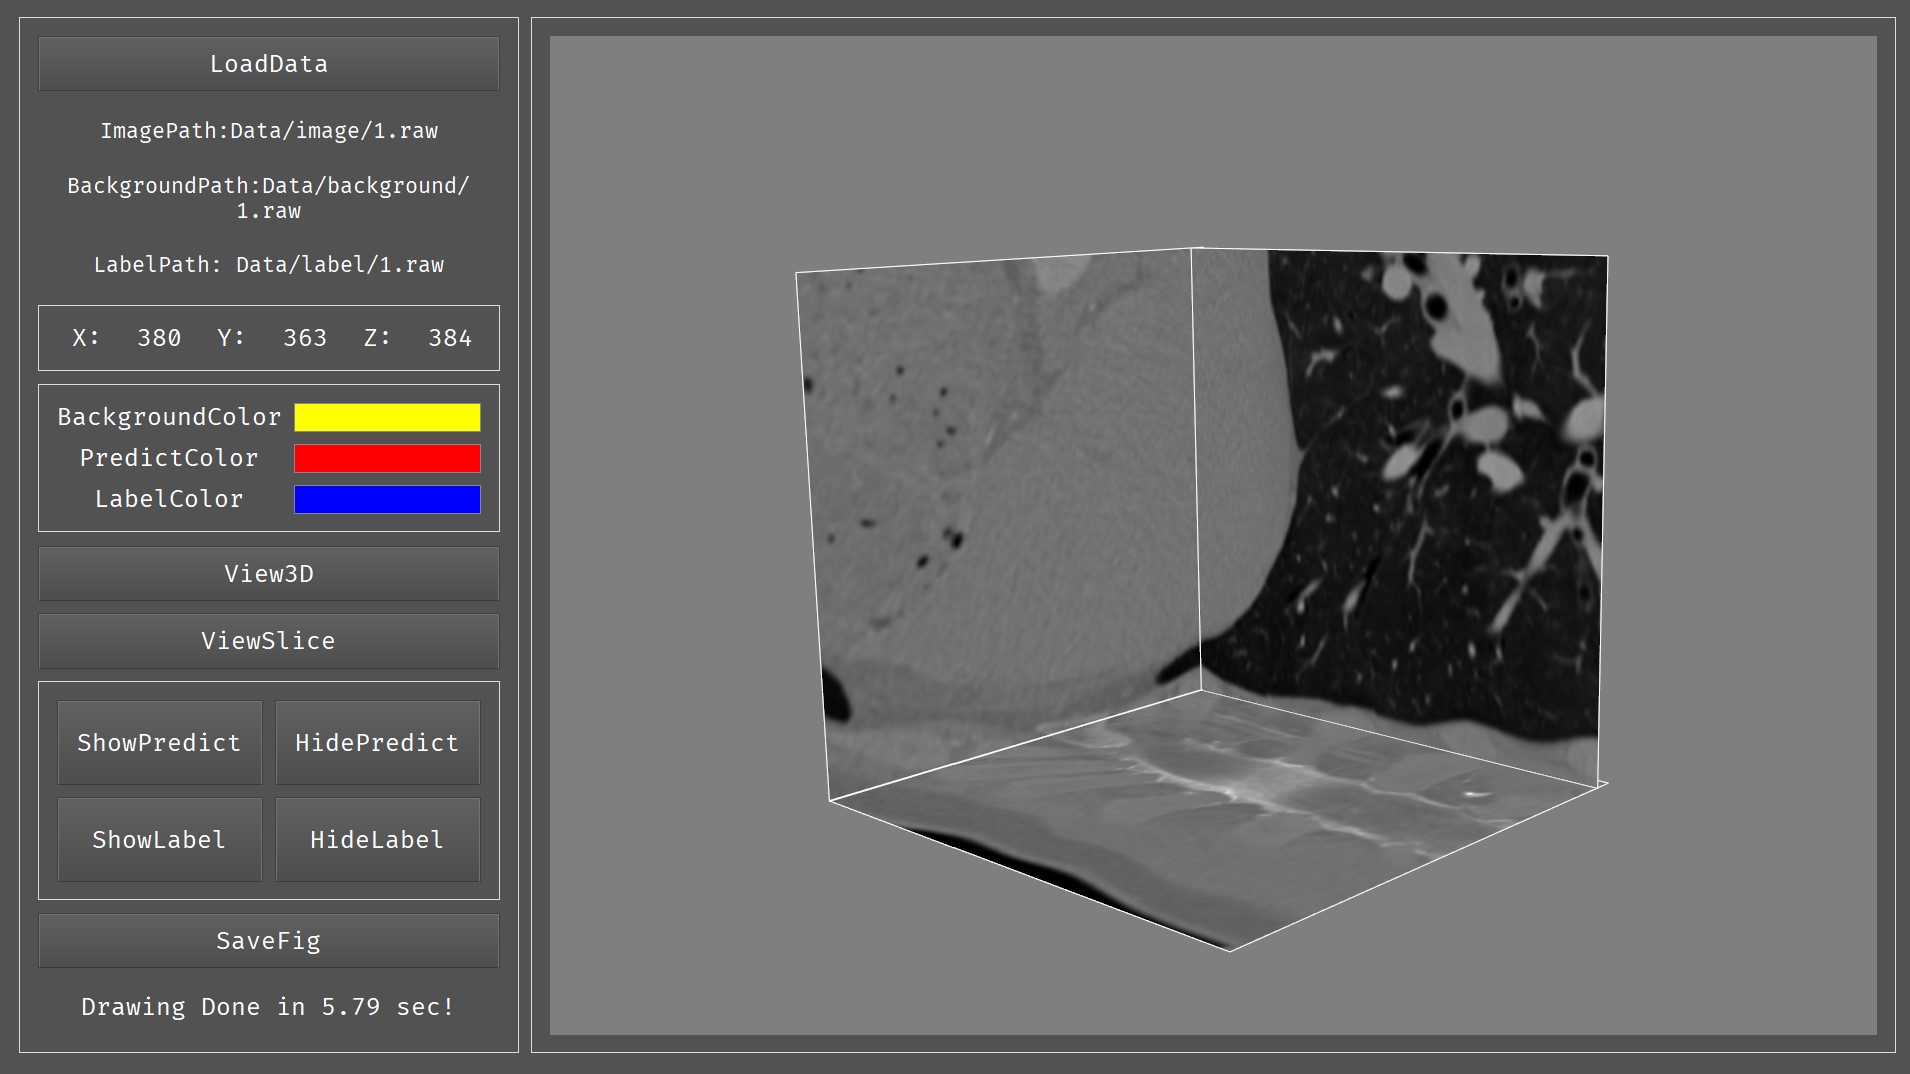 LoadData
ImagePath:Data/image/1.raw
BackgroundPath:Data/background/
1.raw
LabelPath: Data/label/1.raw
X: 380 Y: 363 Z: 384
BackgroundColor
PredictColor
LabelColor
View3D
ViewSlice
ShowPredict HidePredict
ShowLabel HideLabel
SaveFig
Drawing Done in 5.79 sec!